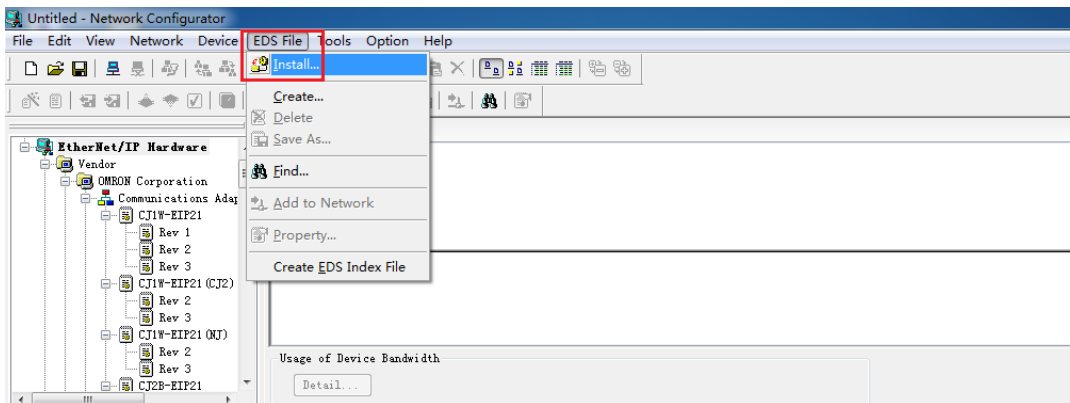 Untitled - Network Configurator
File Edit View Network Device EDS File Tools Option Help
Install...
Create...
Delete
Save As...
Find...
Add to Network
Property...
Create EDS Index File
EtherNet/IP Hardware
Vendor
OMRON Corporation
Communications Adap
CJ1W-EIP21
Rev 1
Rev 2
Rev 3
CJ1W-EIP21(CJ2)
Rev 2
Rev 3
CJ1W-EIP21(NJ)
Rev 2
Rev 3
CJ2B-EIP21
Usage of Device Bandwidth
Detail...